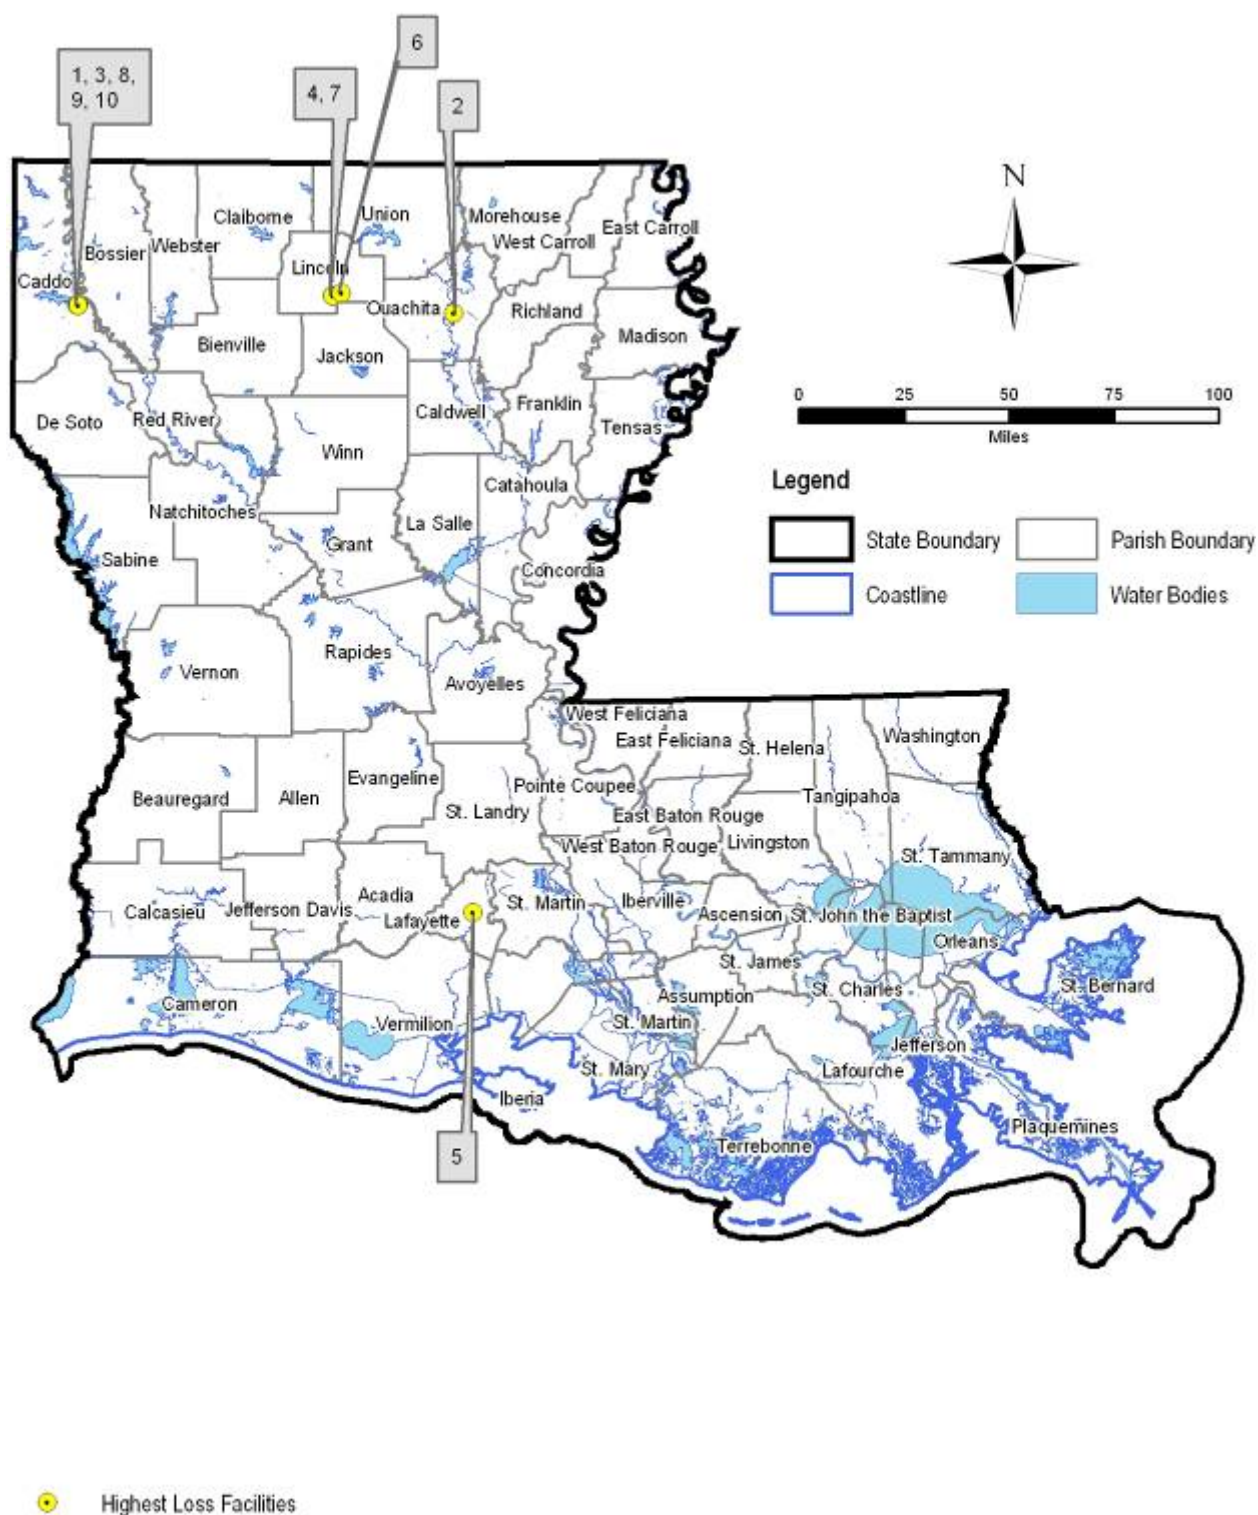 6
1, 3, 8,
9, 10
4, 7
2
N
Claiborne
Union
Morehouse
West Carroll
East Carroll
Bossier
Webster
Lincoln
Caddo
Ouachita
Richland
Madison
Bienville
Jackson
De Soto
Red River
Caldwell
Franklin
Tensas
Winn
Catahoula
Natchitoches
La Salle
Grant
Sabine
Concordia
Rapides
Vernon
Avoyelles
0 25 50 75 100
Miles
Legend
State Boundary
Parish Boundary
Coastline
Water Bodies
West Feliciana
East Feliciana
St. Helena
Washington
Evangeline
Pointe Coupee
Beauregard
Allen
Tangipahoa
St. Landry
East Baton Rouge
West Baton Rouge
Livingston
St. Tammany
Acadia
Calcasieu
Jefferson Davis
Lafayette
St. Martin
Iberville
Ascension
St. John the Baptist
Orleans
St. James
St. Charles
St. Bernard
Cameron
Assumption
Vermilion
St. Martin
Jefferson
St. Mary
Lafourche
Iberia
Plaquemines
Terrebonne
5
Highest Loss Facilities